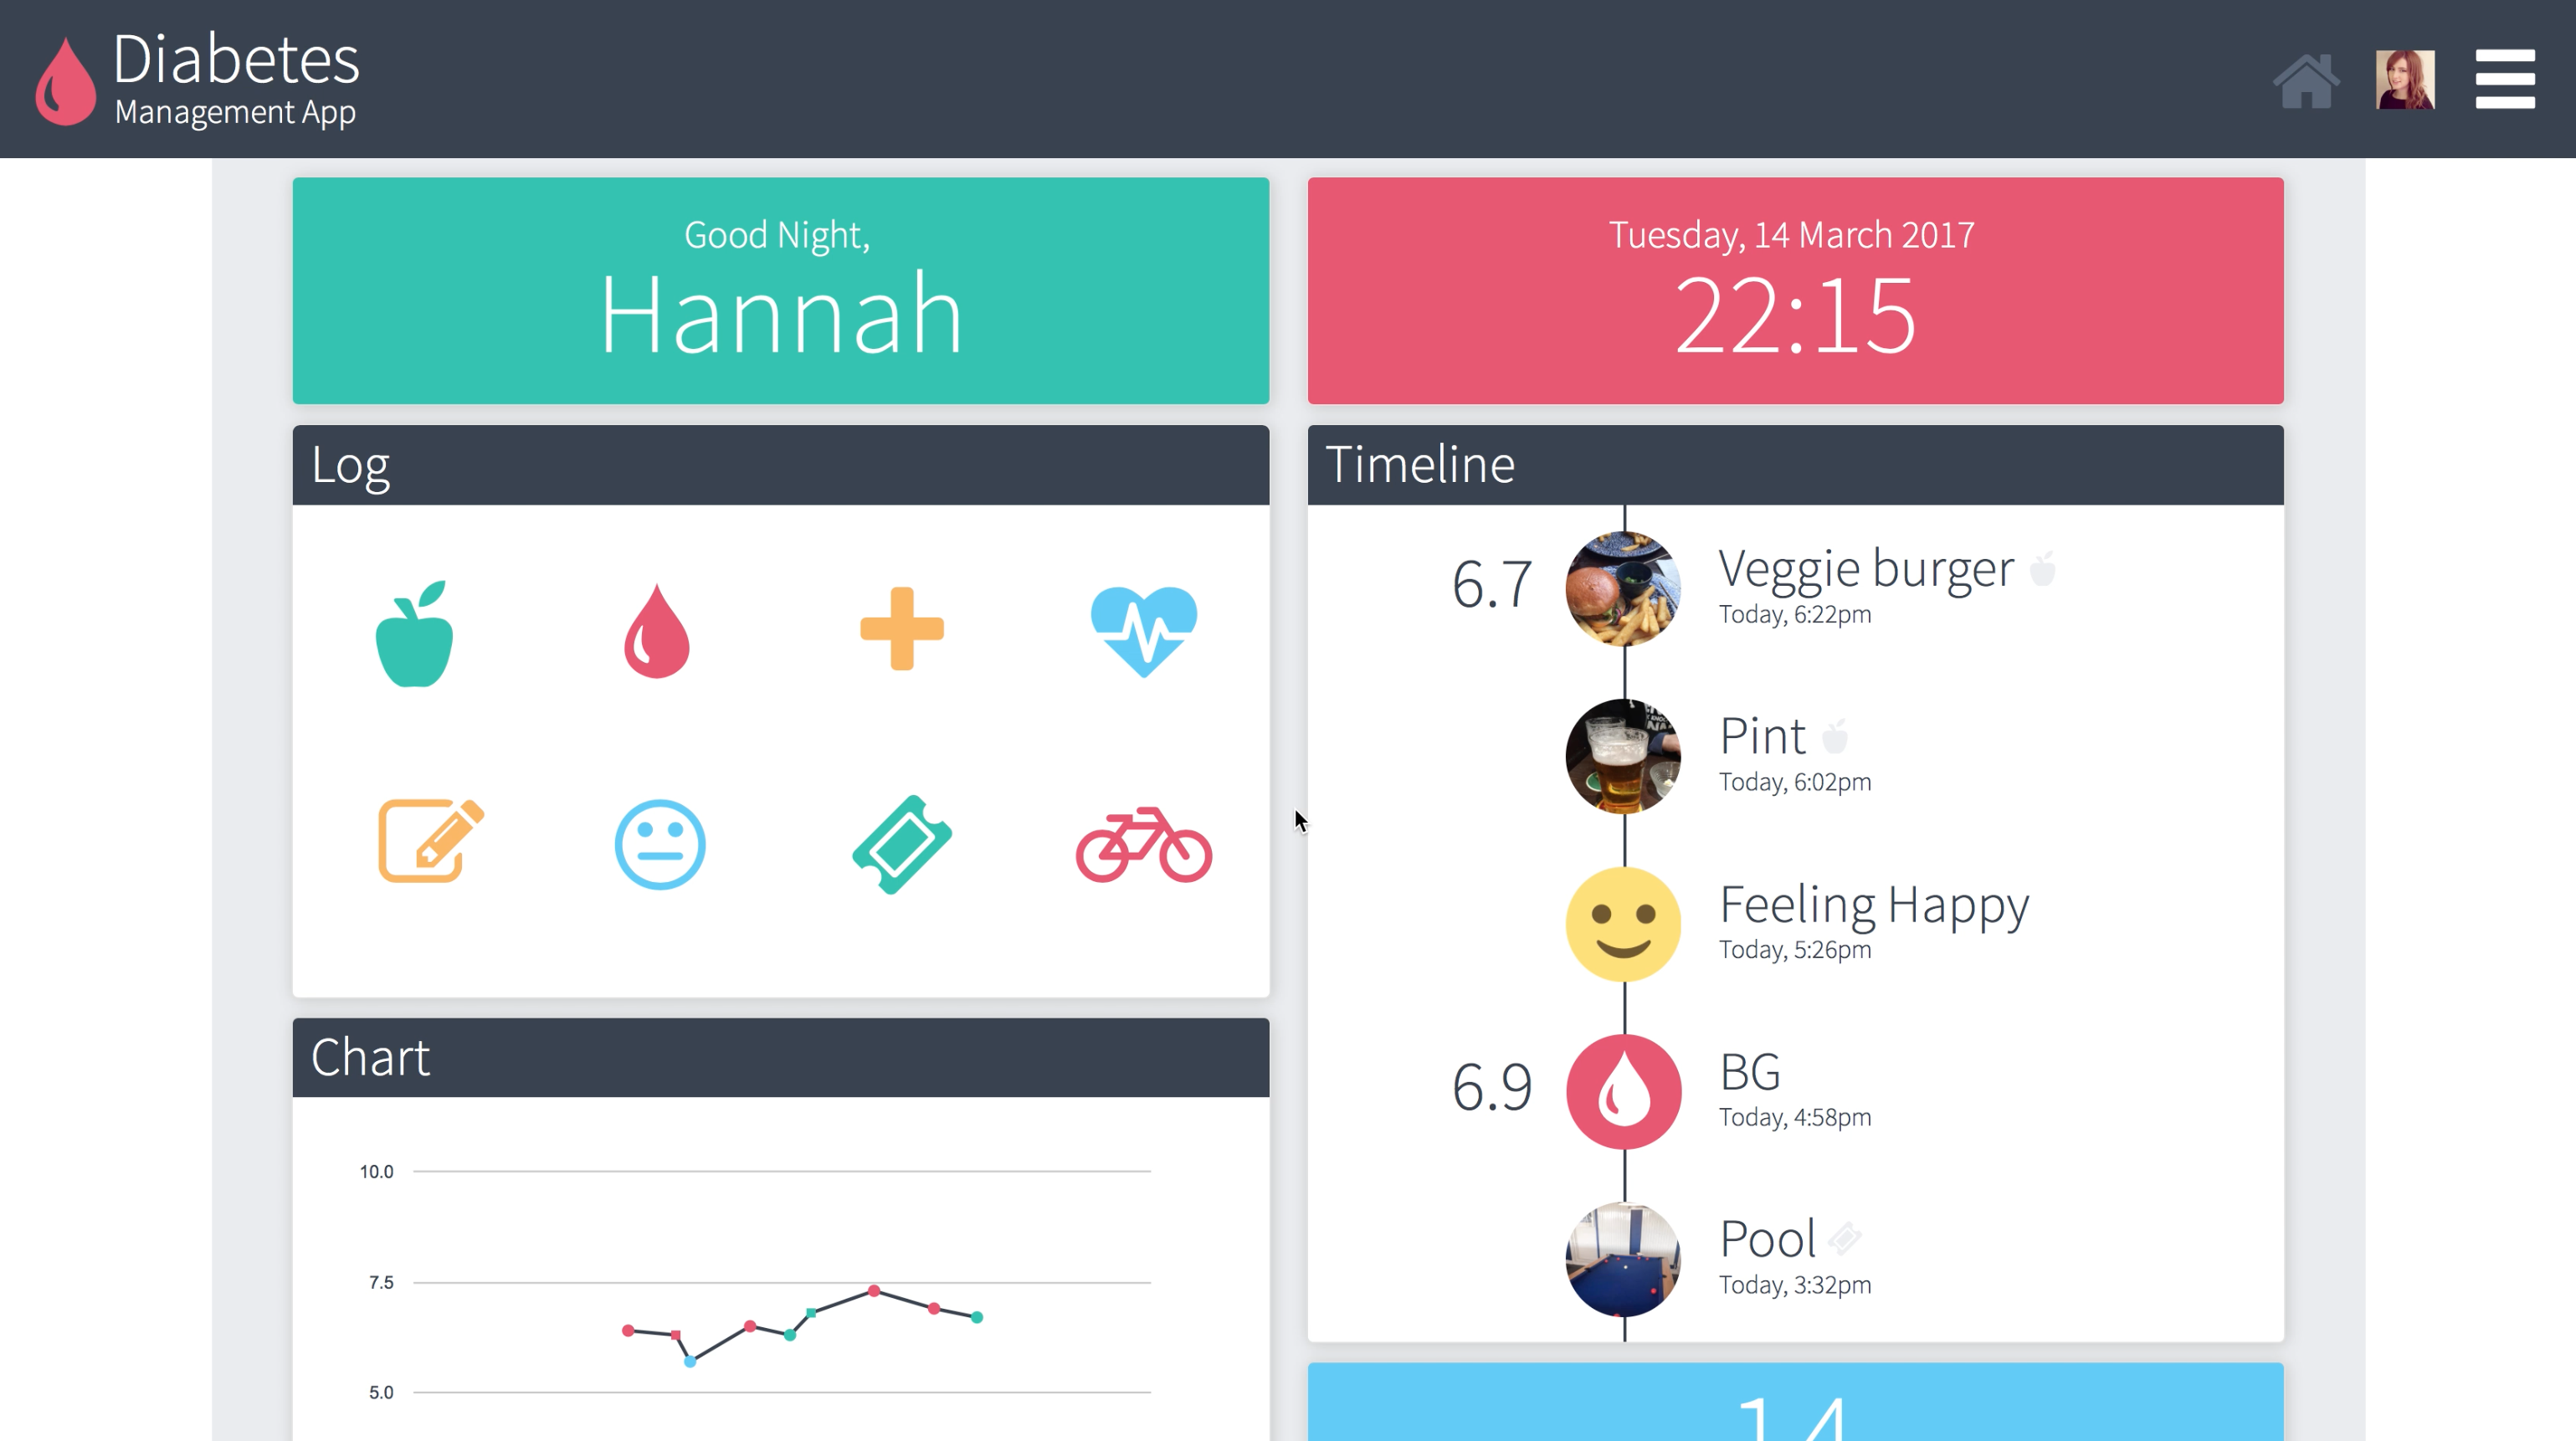 Diabetes
Management App
Good Night,
Hannah
Tuesday, 14 March 2017
22:15
Log
Timeline
6.7
Veggie burger
Today, 6:22pm
Pint
Today, 6:02pm
Feeling Happy
Today, 5:26pm
6.9
BG
Today, 4:58pm
Pool
Today, 3:32pm
Chart
10.0
7.5
5.0
14